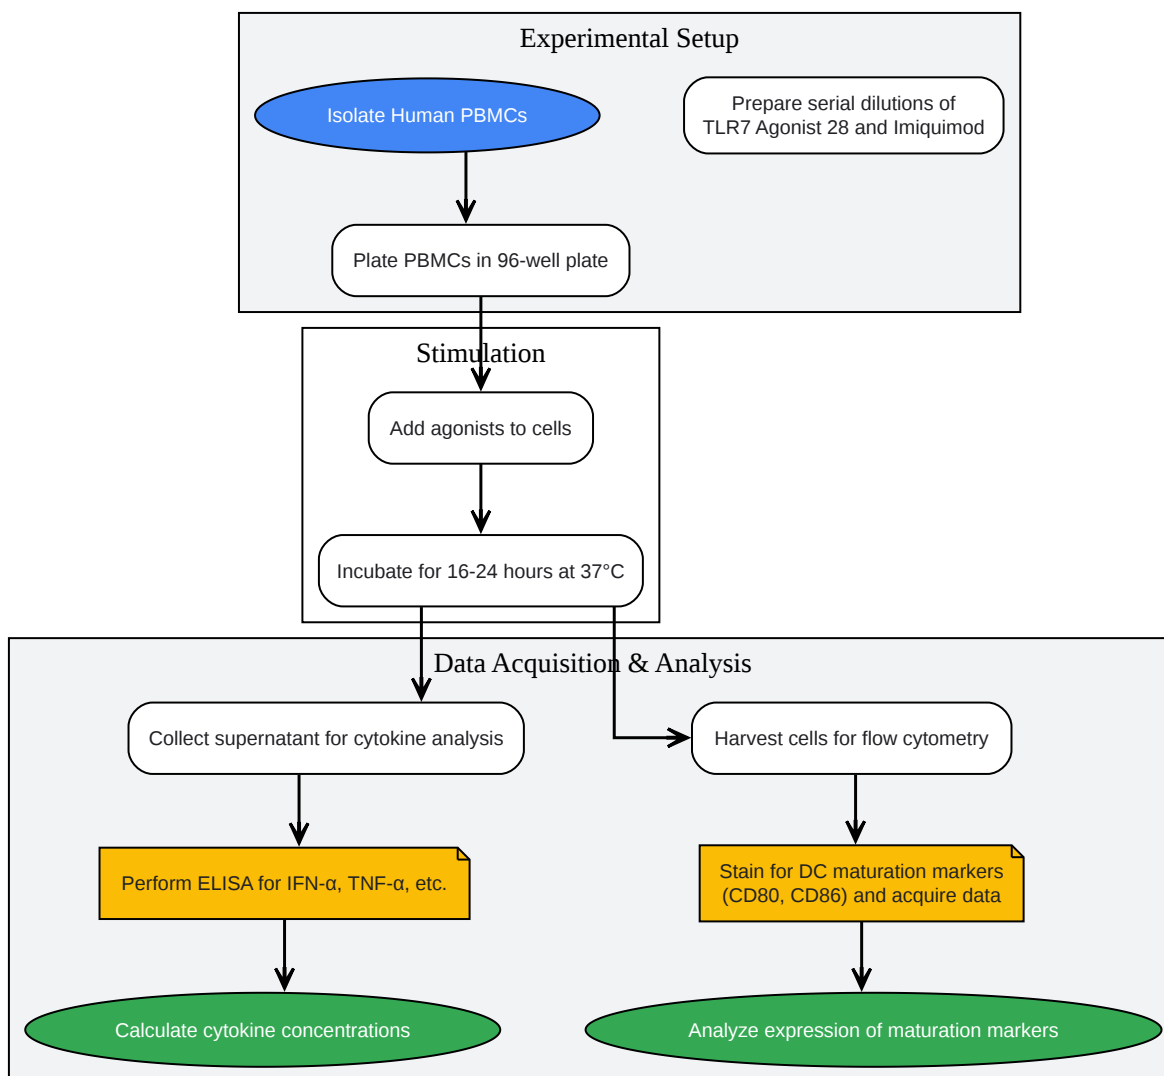 Experimental Setup
Isolate Human PBMCs
Prepare serial dilutions of
TLR7 Agonist 28 and Imiquimod
Plate PBMCs in 96-well plate
Stimulation
Add agonists to cells
Incubate for 16-24 hours at 37°C
Data Acquisition & Analysis
Collect supernatant for cytokine analysis
Harvest cells for flow cytometry
Perform ELISA for IFN-α, TNF-α, etc.
Stain for DC maturation markers
(CD80, CD86) and acquire data
Calculate cytokine concentrations
Analyze expression of maturation markers